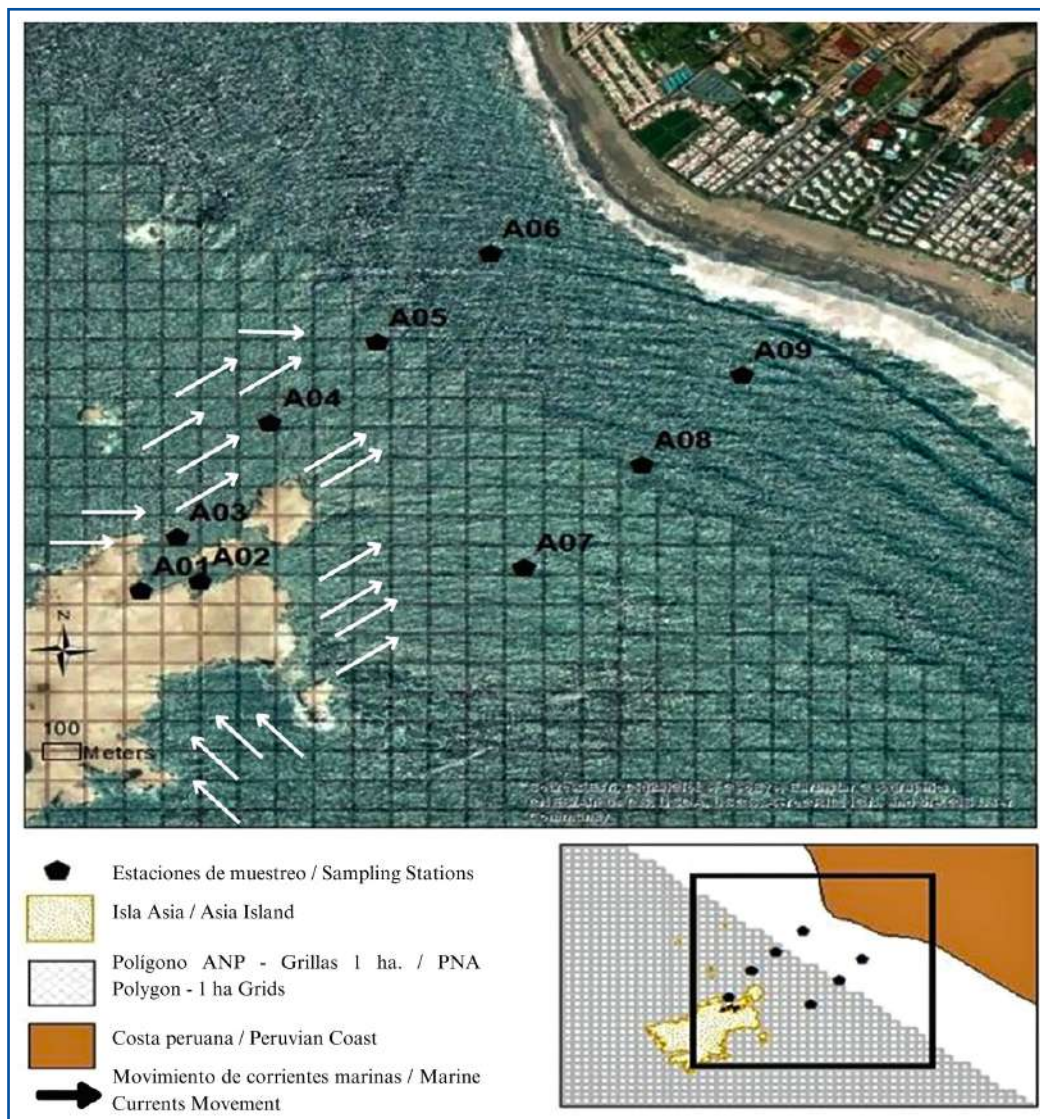 A06
A05
A09
A04
A08
A03
A07
A02
A01
N
100
Meters
Community
Estaciones de muestreo / Sampling Stations
Isla Asia / Asia Island
Polígono ANP - Grillas 1 ha. / PNA
Polygon - 1 ha Grids
Costa peruana / Peruvian Coast
Movimiento de corrientes marinas / Marine
Currents Movement